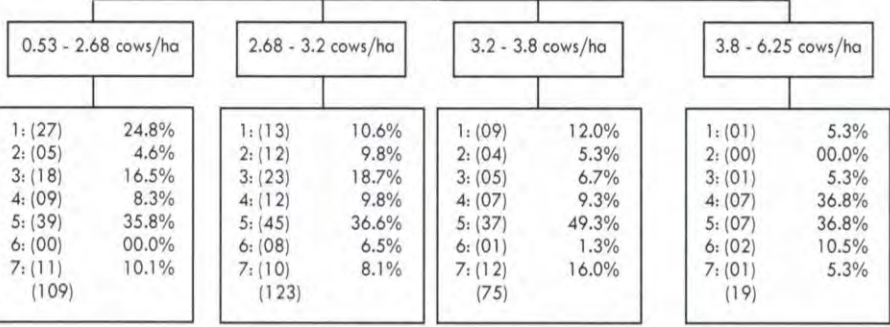 0.53 - 2.68 cows/ha
2.68 - 3.2 cows/ha
3.2 - 3.8 cows/ha
3.8 - 6.25 cows/ha
1: (27) 24.8%
2: (05) 4.6%
3: (18) 16.5%
4: (09) 8.3%
5: (39) 35.8%
6: (00) 00.0%
7: (11) 10.1%
(109)
1: (13) 10.6%
2: (12) 9.8%
3: (23) 18.7%
4: (12) 9.8%
5: (45) 36.6%
6: (08) 6.5%
7: (10) 8.1%
(123)
1: (09) 12.0%
2: (04) 5.3%
3: (05) 6.7%
4: (07) 9.3%
5: (37) 49.3%
6: (01) 1.3%
7: (12) 16.0%
(75)
1: (01) 5.3%
2: (00) 00.0%
3: (01) 5.3%
4: (07) 36.8%
5: (07) 36.8%
6: (02) 10.5%
7: (01) 5.3%
(19)